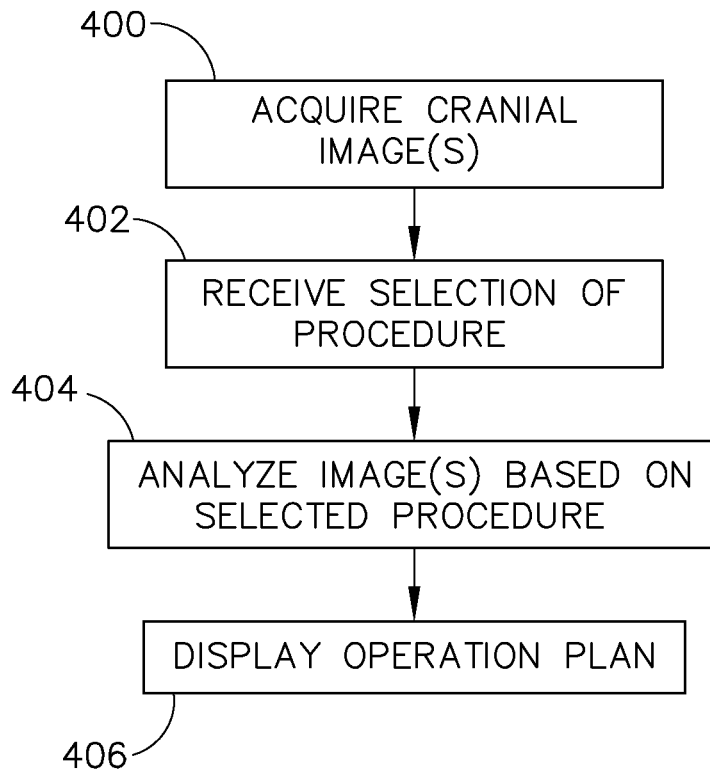 400
ACQUIRE CRANIAL
IMAGE(S)
402
RECEIVE SELECTION OF
PROCEDURE
404
ANALYZE IMAGE(S) BASED ON
SELECTED PROCEDURE
DISPLAY OPERATION PLAN
406